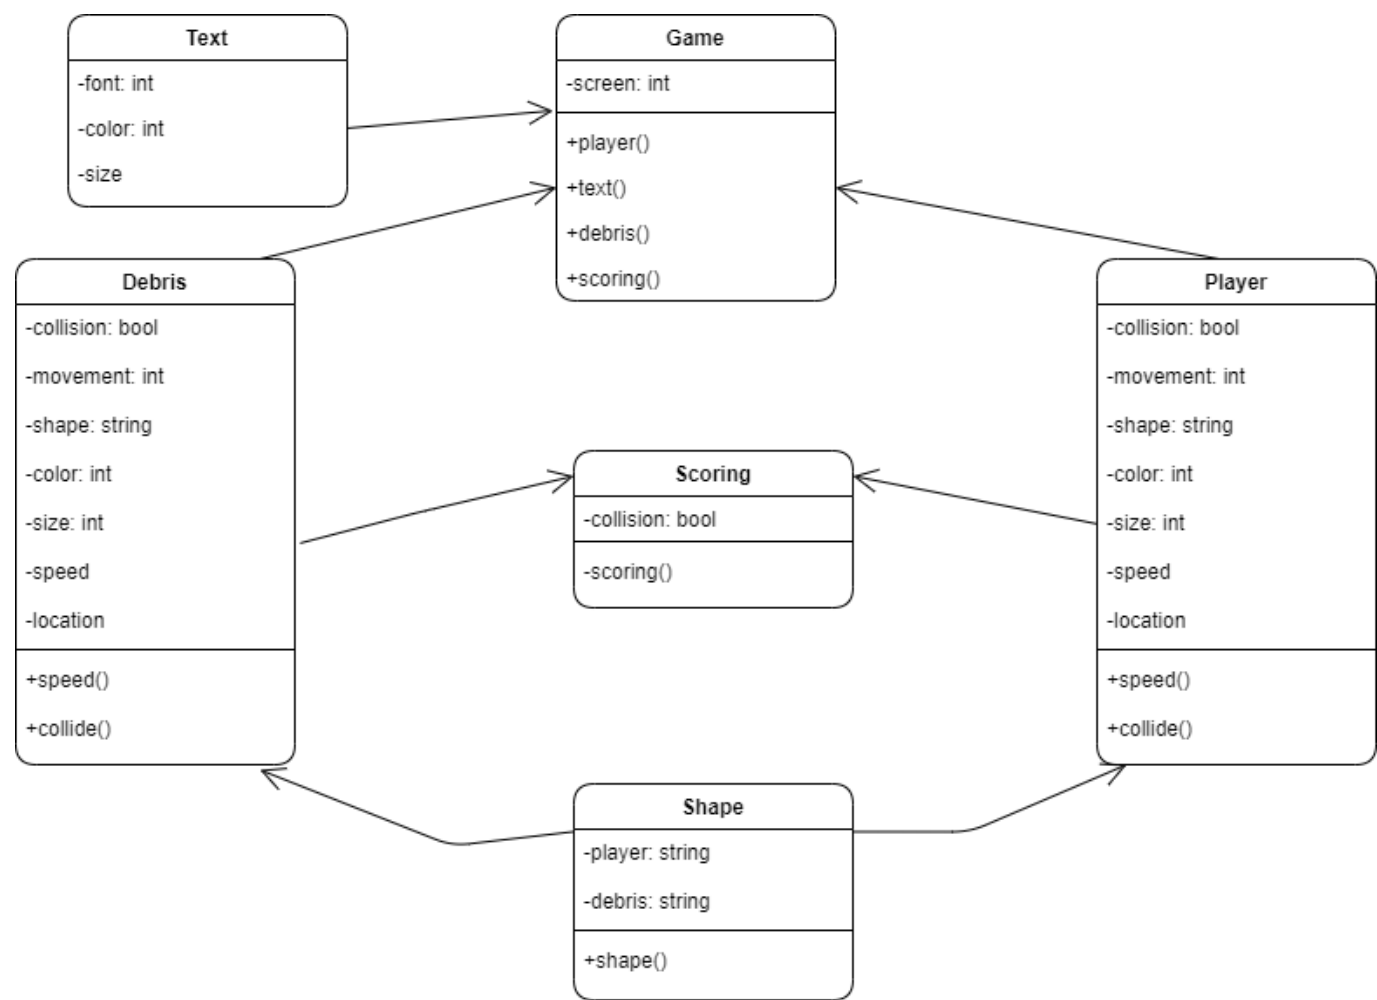 Text
-font: int
-color: int
-size
Game
-screen: int
+player()
+text()
+debris()
+scoring()
Debris
-collision: bool
-movement: int
-shape: string
-color: int
-size: int
-speed
-location
+speed()
+collide()
Scoring
-collision: bool
-scoring()
Player
-collision: bool
-movement: int
-shape: string
-color: int
-size: int
-speed
-location
+speed()
+collide()
Shape
-player: string
-debris: string
+shape()